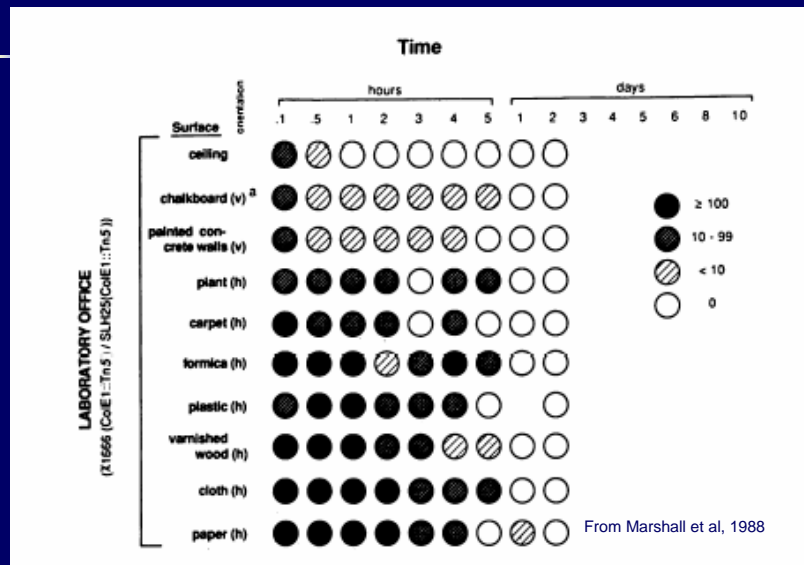 Time
hours days
orientation
Surface .1 .5 1 2 3 4 5 1 2 3 4 5 6 8 10
ceiling
chalkboard (v) a
painted con-
crete walls (v)
plant (h)
carpet (h)
formica (h)
plastic (h)
varnished
wood (h)
cloth (h)
paper (h)
≥ 100
10 - 99
< 10
0
LABORATORY OFFICE
(Χ1666 (ColE1::Tn5) / SLH25(ColE1::Tn5))
From Marshall et al, 1988